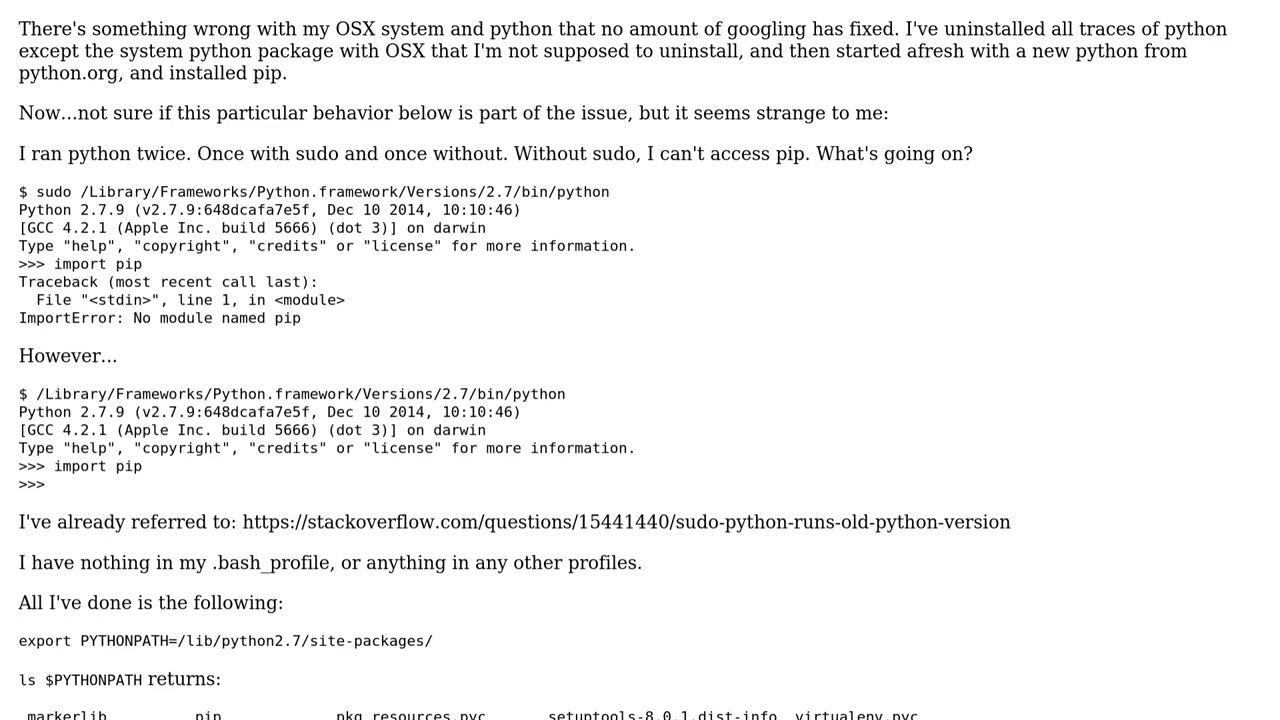 There's something wrong with my OSX system and python that no amount of googling has fixed. I've uninstalled all traces of python
except the system python package with OSX that I'm not supposed to uninstall, and then started afresh with a new python from
python.org, and installed pip.
Now...not sure if this particular behavior below is part of the issue, but it seems strange to me:
I ran python twice. Once with sudo and once without. Without sudo, I can't access pip. What's going on?
$ sudo /Library/Frameworks/Python.framework/Versions/2.7/bin/python
Python 2.7.9 (v2.7.9:648dcafa7e5f, Dec 10 2014, 10:10:46)
[GCC 4.2.1 (Apple Inc. build 5666) (dot 3)] on darwin
Type "help", "copyright", "credits" or "license" for more information.
>>> import pip
Traceback (most recent call last):
  File "<stdin>", line 1, in <module>
ImportError: No module named pip
However...
$ /Library/Frameworks/Python.framework/Versions/2.7/bin/python
Python 2.7.9 (v2.7.9:648dcafa7e5f, Dec 10 2014, 10:10:46)
[GCC 4.2.1 (Apple Inc. build 5666) (dot 3)] on darwin
Type "help", "copyright", "credits" or "license" for more information.
>>> import pip
>>>
I've already referred to: https://stackoverflow.com/questions/15441440/sudo-python-runs-old-python-version
I have nothing in my .bash_profile, or anything in any other profiles.
All I've done is the following:
export PYTHONPATH=/lib/python2.7/site-packages/
ls $PYTHONPATH returns:
_markerlib          pip             pkg_resources.pyc       setuptools-8.0.1.dist-info  virtualenv.pyc